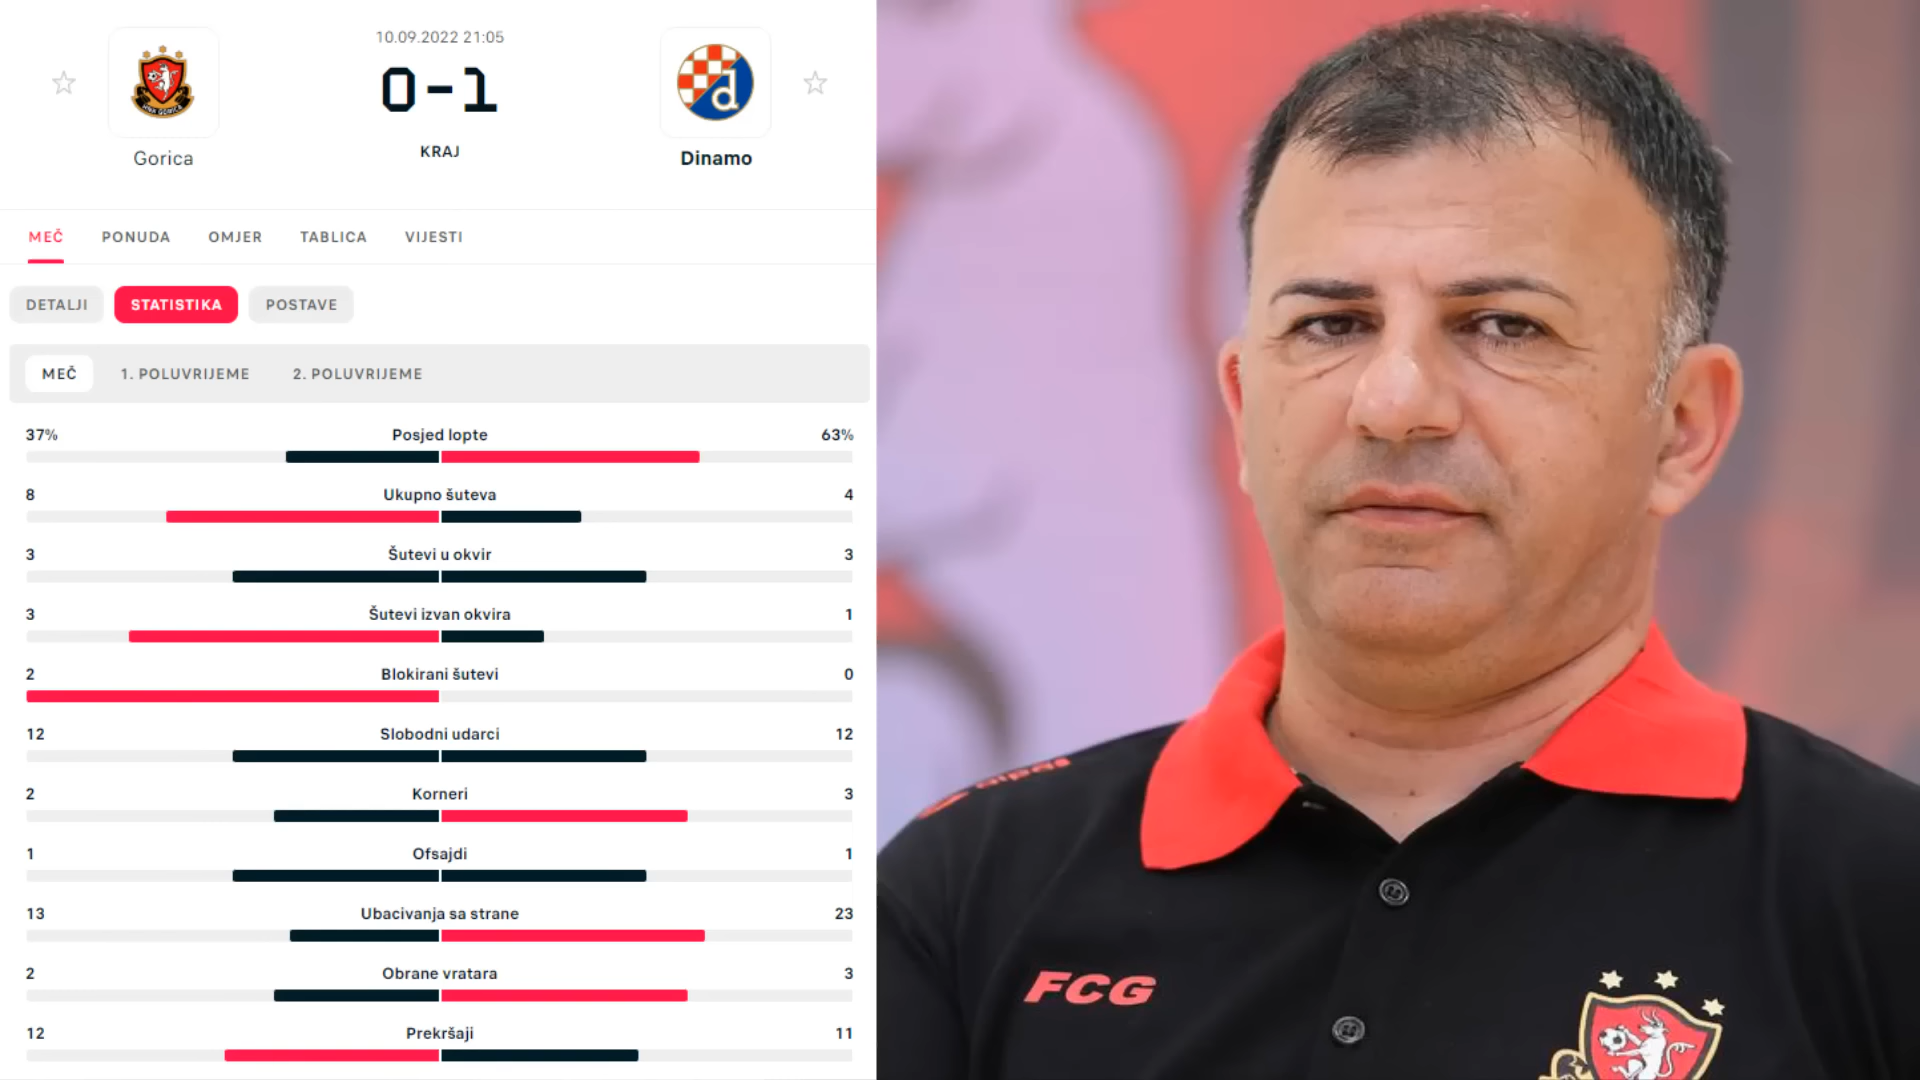 10.09.2022 21:05
0-1
KRAJ
Gorica
Dinamo
MEČ PONUDA OMJER TABLICA VIJESTI
DETALJI STATISTIKA POSTAVE
MEČ 1. POLUVRIJEME 2. POLUVRIJEME
37% Posjed lopte 63%
8 Ukupno šuteva 4
3 Šutevi u okvir 3
3 Šutevi izvan okvira 1
2 Blokirani šutevi 0
12 Slobodni udarci 12
2 Korneri 3
1 Ofsajdi 1
13 Ubacivanja sa strane 23
2 Obrane vratara 3
12 Prekršaji 11
HNK GORICA
d
FCG